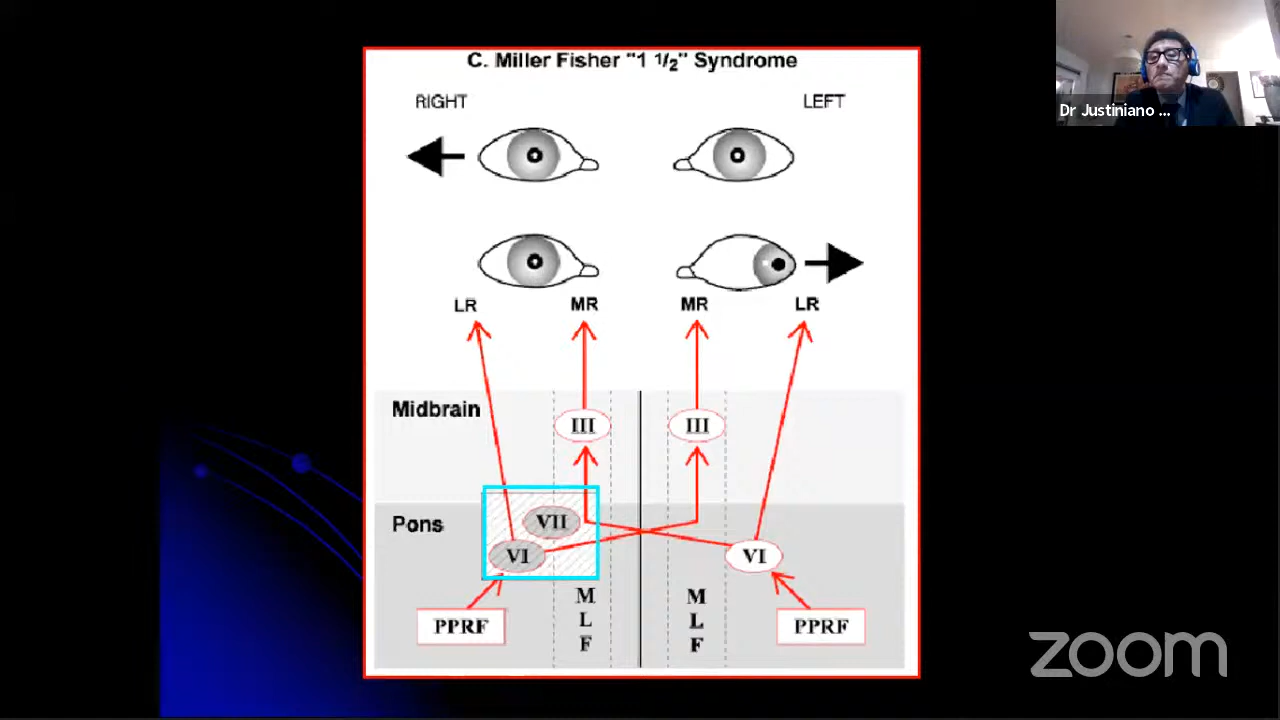 C. Miller Fisher "1 1/2" Syndrome
RIGHT
LEFT
LR
MR
MR
LR
Midbrain
III
III
Pons
VII
VI
VI
M
L
F
M
L
F
PPRF
PPRF
Dr Justiniano ...
zoom